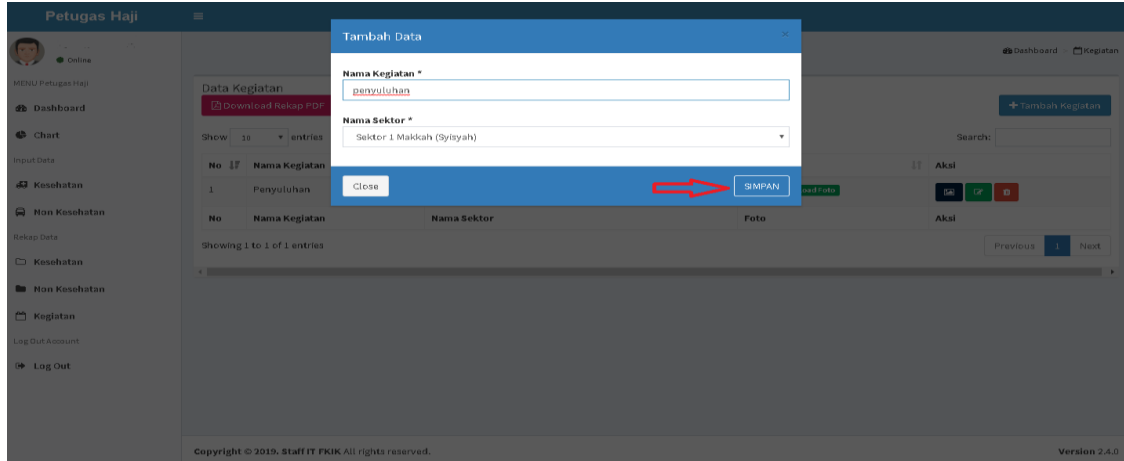 Petugas Haji
Online
MENU Petugas Haji
Dashboard
Chart
Input Data
Kesehatan
Non Kesehatan
Rekap Data
Kesehatan
Non Kesehatan
Kegiatan
Log Out Account
Log Out
Dashboard Kegiatan
Data Kegiatan
Download Rekap PDF
+ Tambah Kegiatan
Show 10 entries
Search:
No Nama Kegiatan Aksi
1 Penyuluhan oad Foto
No Nama Kegiatan Nama Sektor Foto Aksi
Showing 1 to 1 of 1 entries
Previous 1 Next
Tambah Data ×
Nama Kegiatan *
penyuluhan
Nama Sektor *
Sektor 1 Makkah (Syisyah)
Close SIMPAN
Copyright © 2019. Staff IT FKIK All rights reserved.
Version 2.4.0